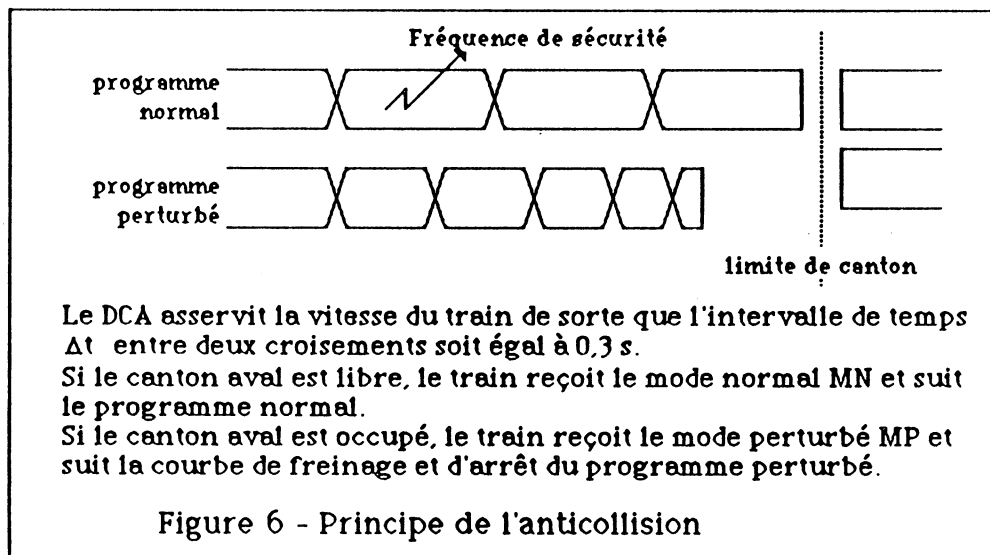 Fréquence de sécurité
programme
normal
programme
perturbé
limite de canton
Le DCA asservit la vitesse du train de sorte que l'intervalle de temps
Δt entre deux croisements soit égal à 0,3 s.
Si le canton aval est libre, le train reçoit le mode normal MN et suit
le programme normal.
Si le canton aval est occupé, le train reçoit le mode perturbé MP et
suit la courbe de freinage et d'arrêt du programme perturbé.
Figure 6 - Principe de l'anticollision